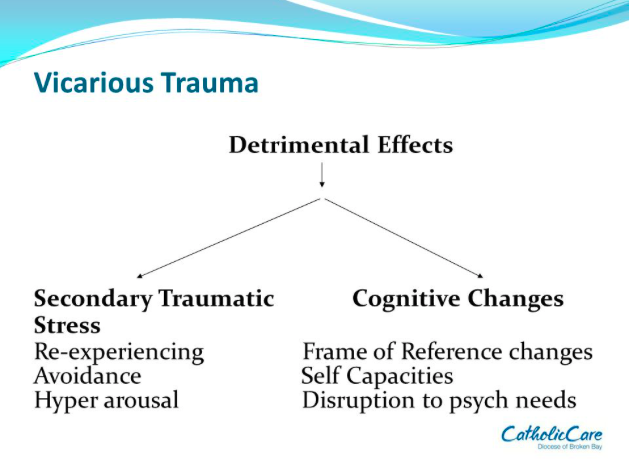 Vicarious Trauma
Detrimental Effects
Secondary Traumatic
Stress
Re-experiencing
Avoidance
Hyper arousal
Cognitive Changes
Frame of Reference changes
Self Capacities
Disruption to psych needs
CatholicCare
Diocese of Broken Bay